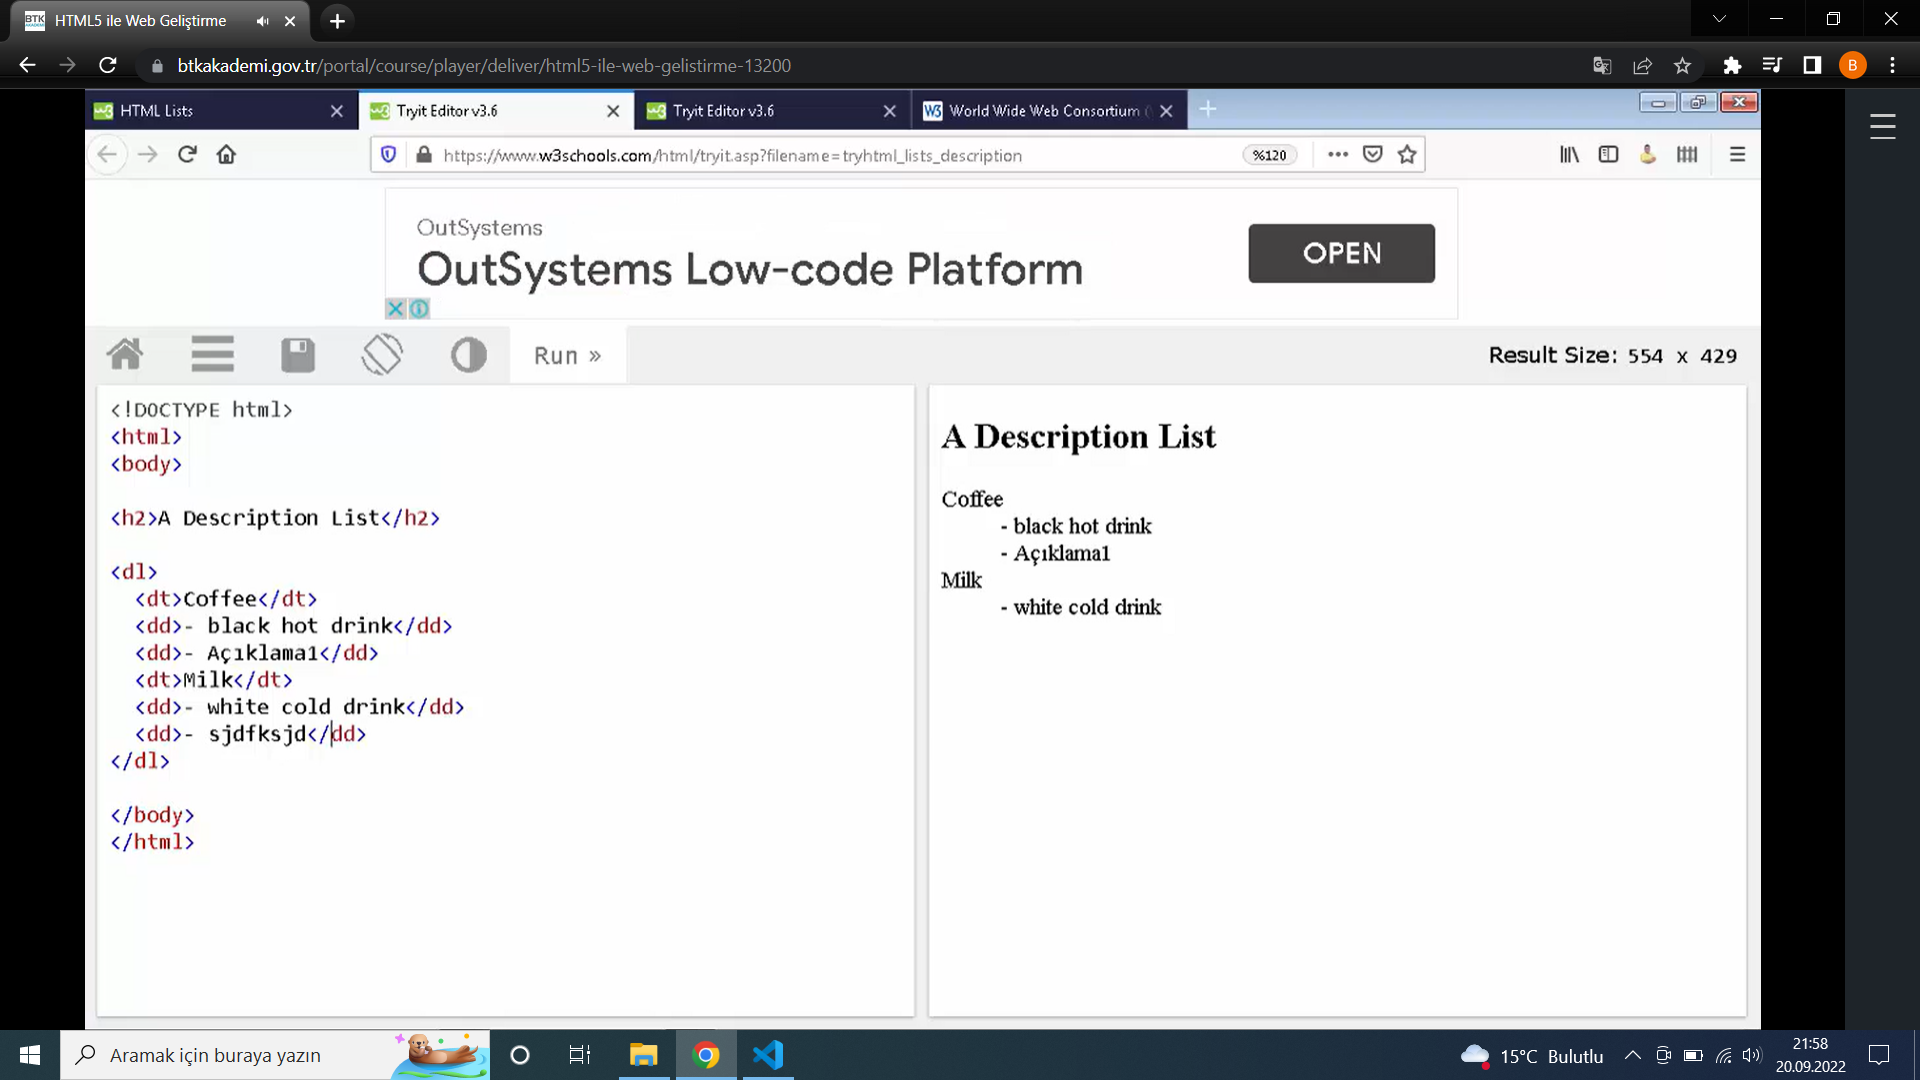 BTK
HTML5 ile Web Geliştirme
btkakademi.gov.tr/portal/course/player/deliver/html5-ile-web-gelistirme-13200
B
HTML Lists
Tryit Editor v3.6
Tryit Editor v3.6
World Wide Web Consortium (
https://www.w3schools.com/html/tryit.asp?filename=tryhtml_lists_description
%120
OutSystems
OutSystems Low-code Platform
OPEN
Run »
Result Size: 554 x 429
<!DOCTYPE html>
<html>
<body>
<h2>A Description List</h2>
<dl>
<dt>Coffee</dt>
<dd>- black hot drink</dd>
<dd>- Açıklama1</dd>
<dt>Milk</dt>
<dd>- white cold drink</dd>
<dd>- sjdfksjd</dd>
</dl>
</body>
</html>
A Description List
Coffee
- black hot drink
- Açıklama1
Milk
- white cold drink
Aramak için buraya yazın
15°C Bulutlu
21:58
20.09.2022